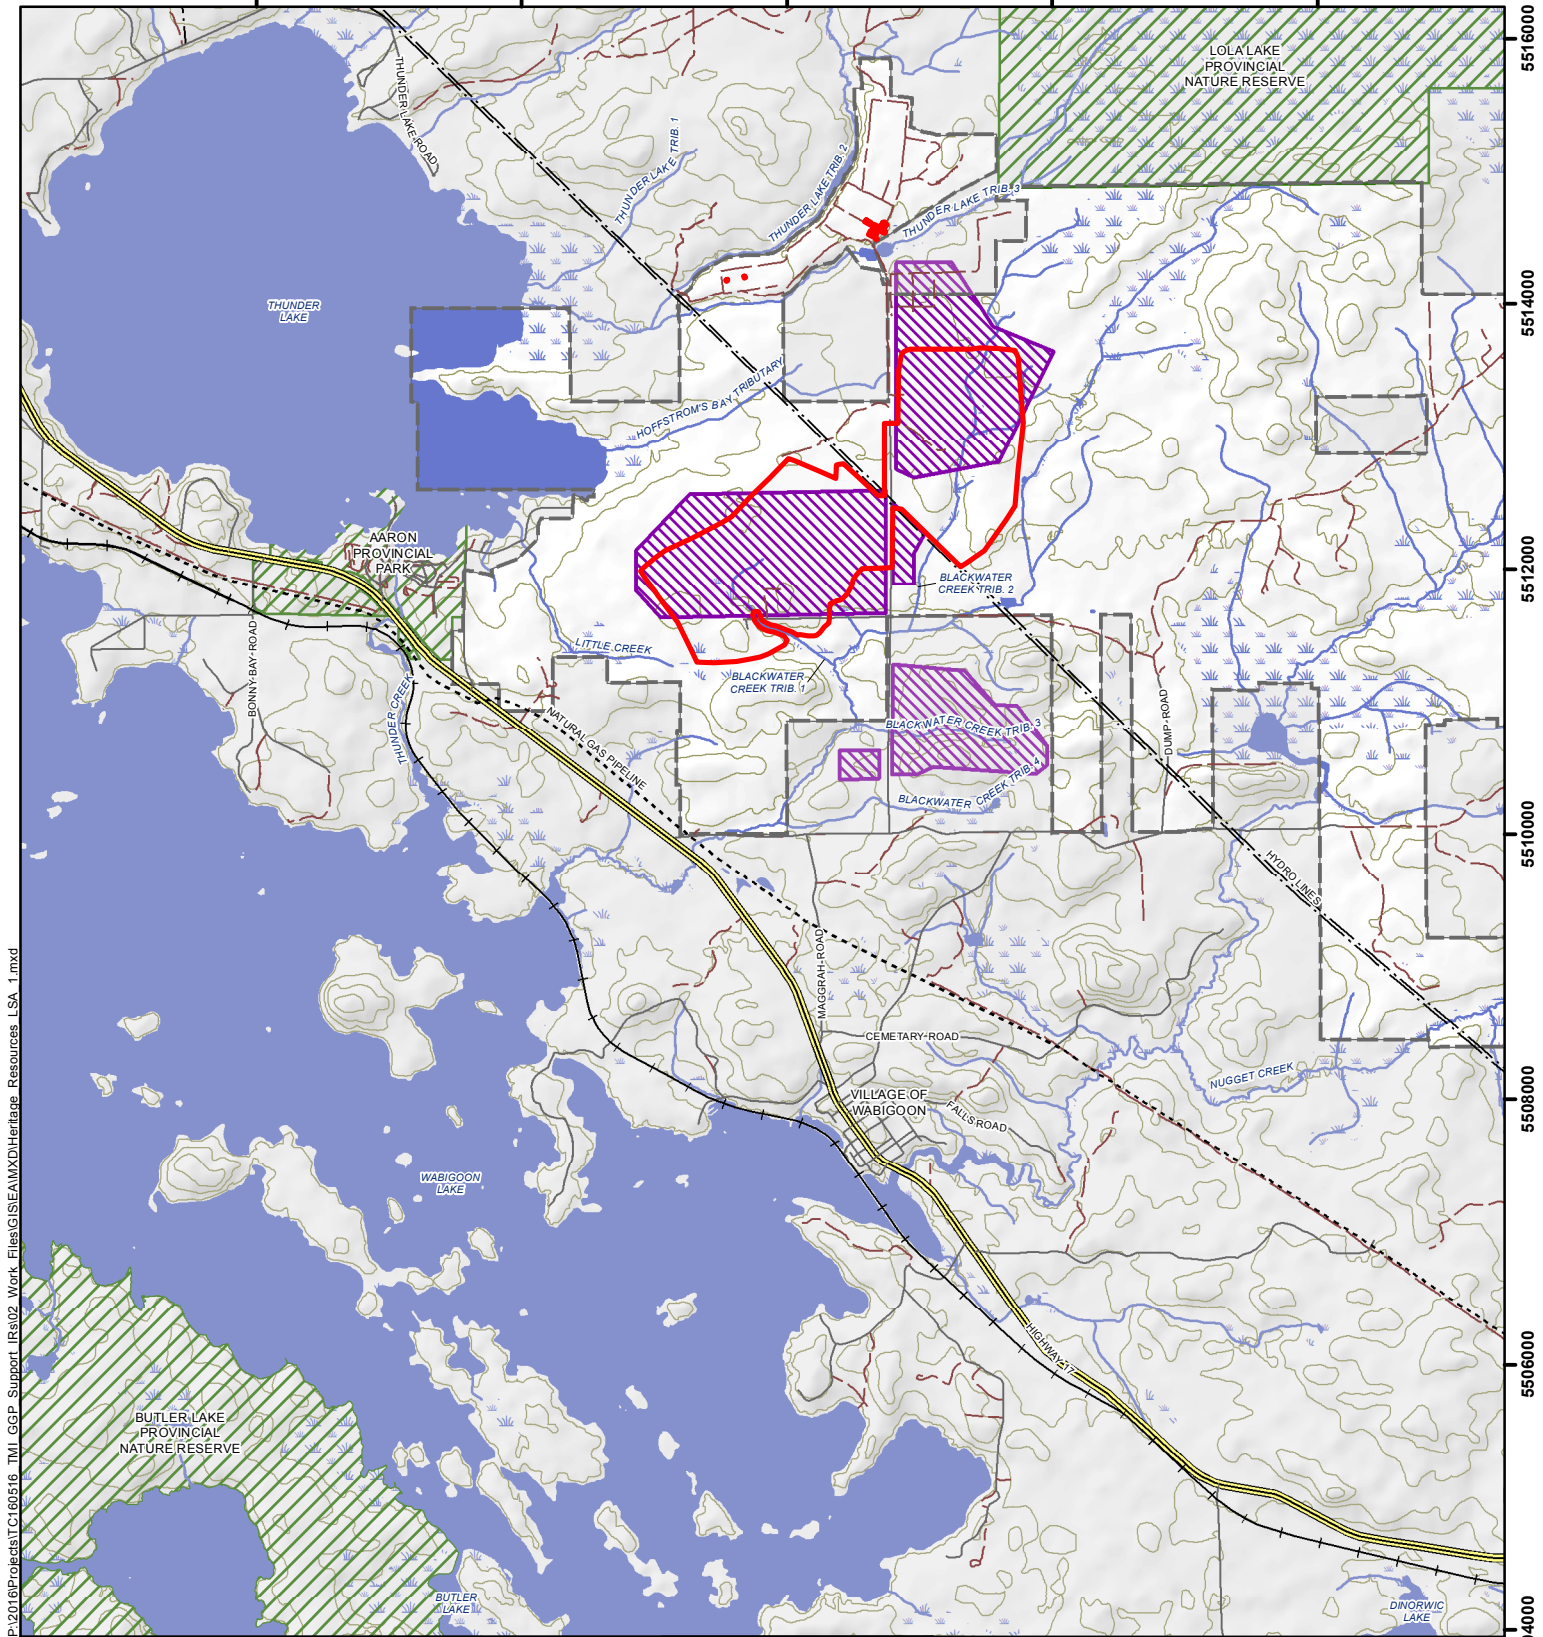 LOLA LAKE
PROVINCIAL
NATURE RESERVE
5516000
THUNDER LAKE ROAD
THUNDER LAKE TRIB. 1
THUNDER LAKE TRIB. 2
THUNDER LAKE TRIB. 3
THUNDER
LAKE
5514000
HOFFSTROM'S BAY TRIBUTARY
AARON
PROVINCIAL
PARK
5512000
BLACKWATER
CREEK TRIB. 2
LITTLE CREEK
BLACKWATER
CREEK TRIB. 1
BONNY BAY ROAD
THUNDER CREEK
NATURAL GAS PIPELINE
BLACKWATER CREEK TRIB. 3
DUMP ROAD
BLACKWATER CREEK TRIB. 4
5510000
HYDRO LINES
MAGGRAH ROAD
CEMETARY ROAD
NUGGET CREEK
VILLAGE OF
WABIGOON
FALLS ROAD
5508000
WABIGOON
LAKE
HIGHWAY 17
5506000
BUTLER LAKE
PROVINCIAL
NATURE RESERVE
BUTLER
LAKE
DINORWIC
LAKE
04000
P:\2016\Projects\TC160516_TMI_GGP_Support_IRs\02_Work_Files\GIS\EA\MXD\Heritage_Resources_LSA_1.mxd